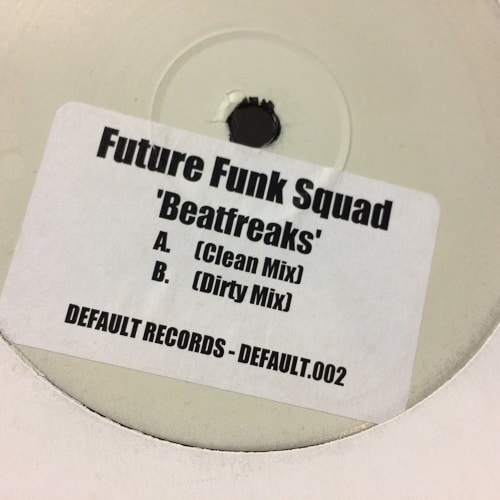 Future Funk Squad
'Beatfreaks'
A. (Clean Mix)
B. (Dirty Mix)
DEFAULT RECORDS - DEFAULT.002